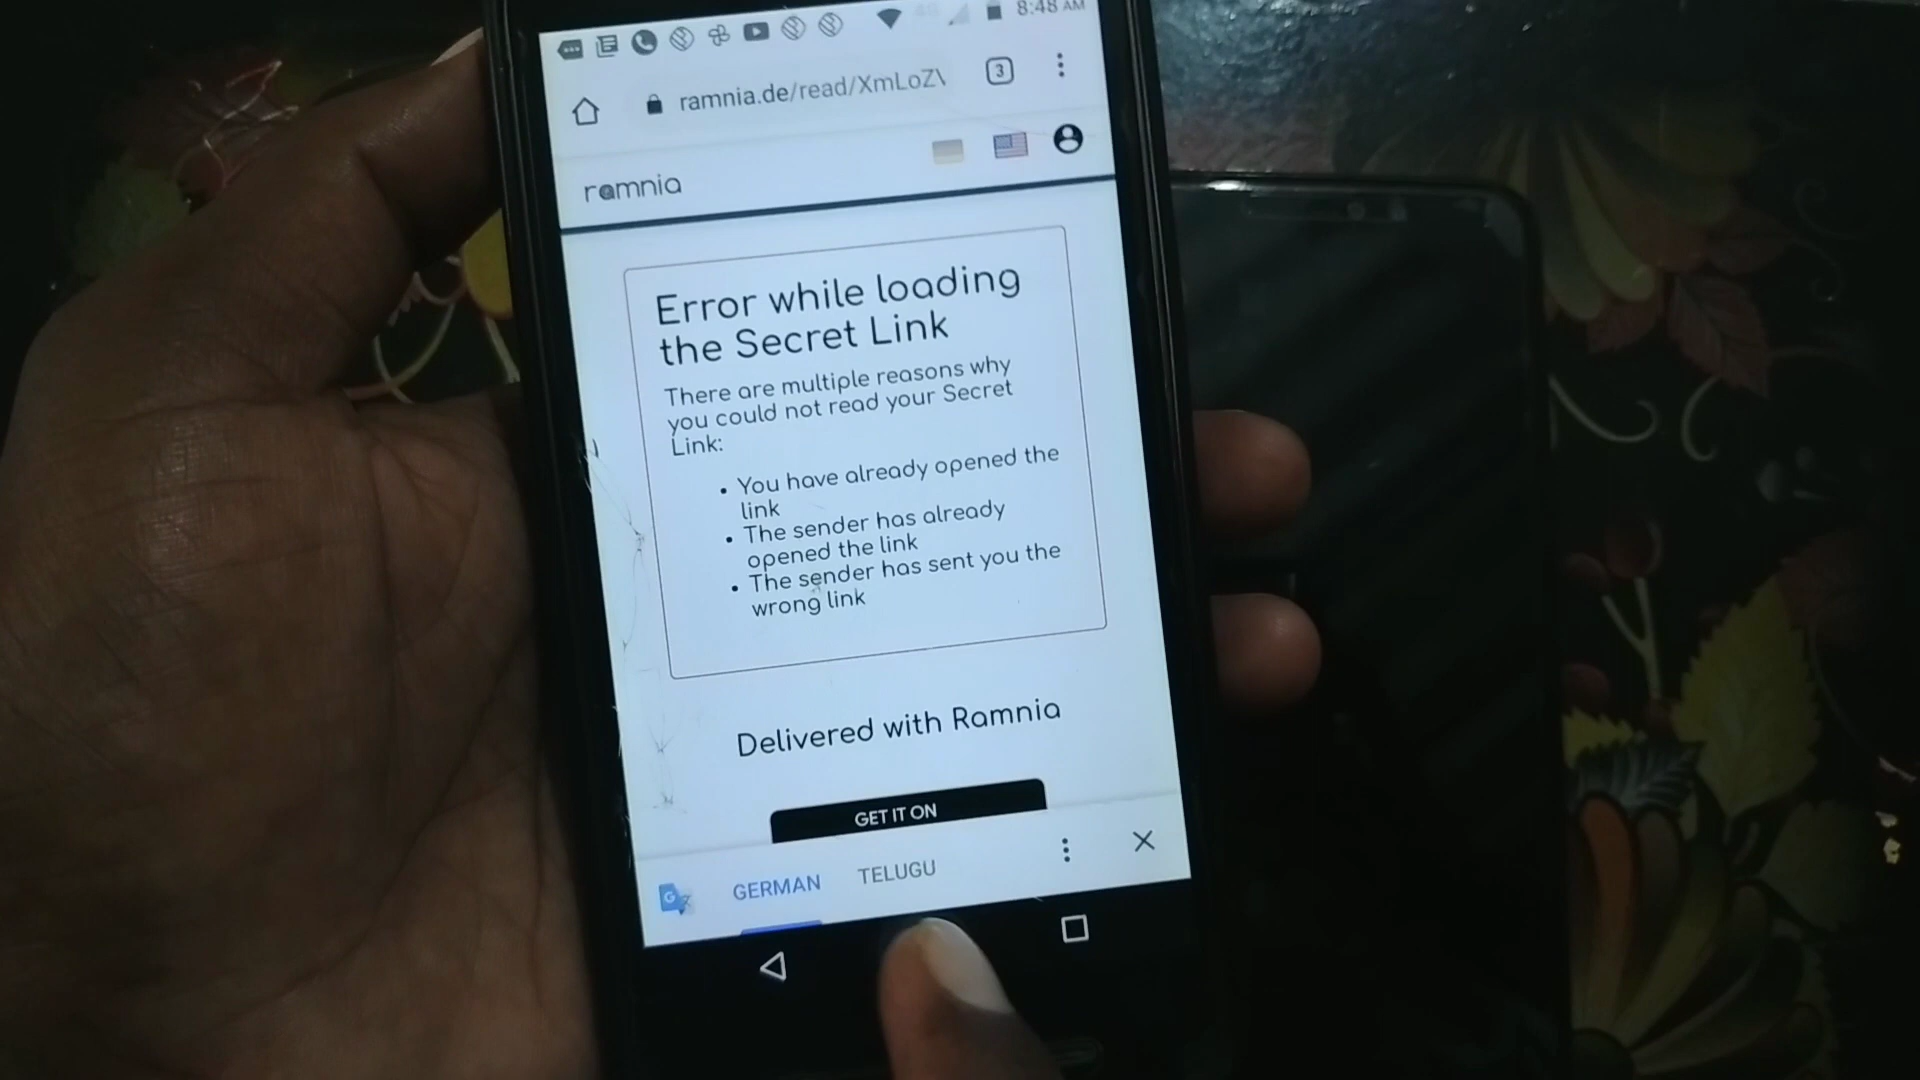 8:48 AM
ramnia.de/read/XmLoZ
3
ramnia
Error while loading
the Secret Link
There are multiple reasons why
you could not read your Secret
Link:
• You have already opened the
link
• The sender has already
opened the link
• The sender has sent you the
wrong link
Delivered with Ramnia
GET IT ON
GERMAN TELUGU